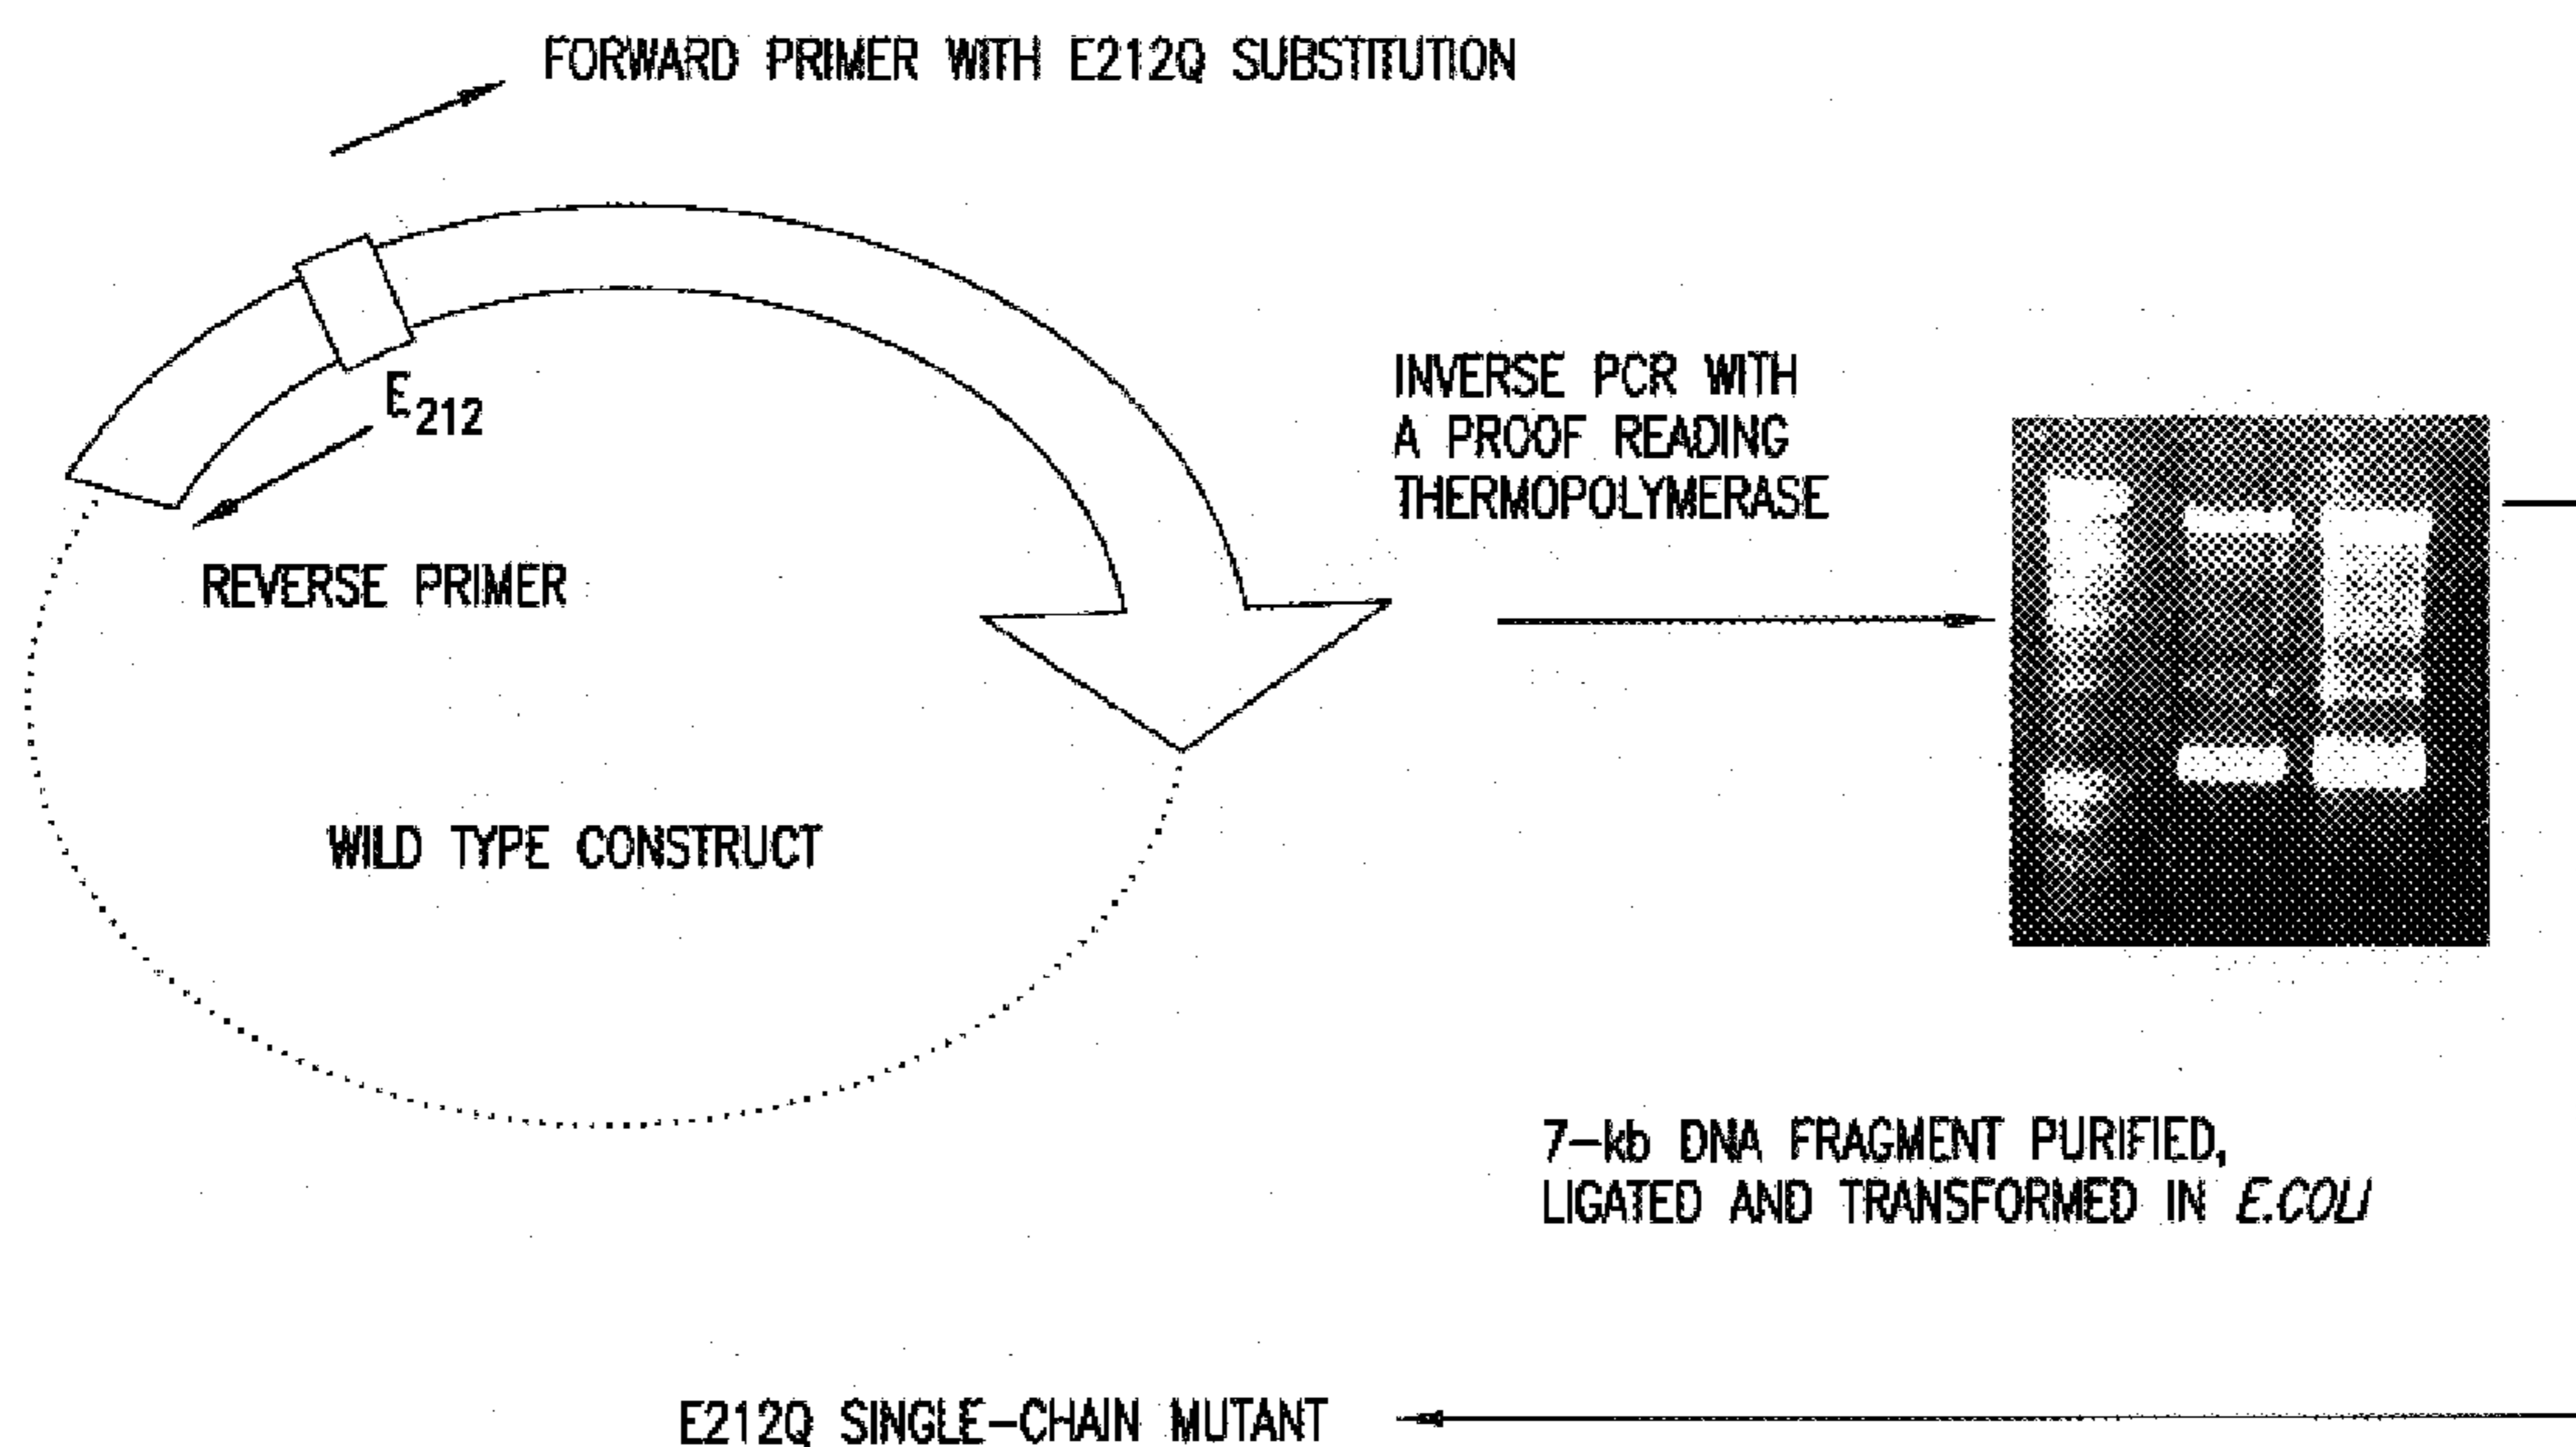 FORWARD PRIMER WITH E212Q SUBSTITUTION
E212
REVERSE PRIMER
WILD TYPE CONSTRUCT
INVERSE PCR WITH
A PROOF READING
THERMOPOLYMERASE
7-kb DNA FRAGMENT PURIFIED,
LIGATED AND TRANSFORMED IN E.COLI
E212Q SINGLE-CHAIN MUTANT